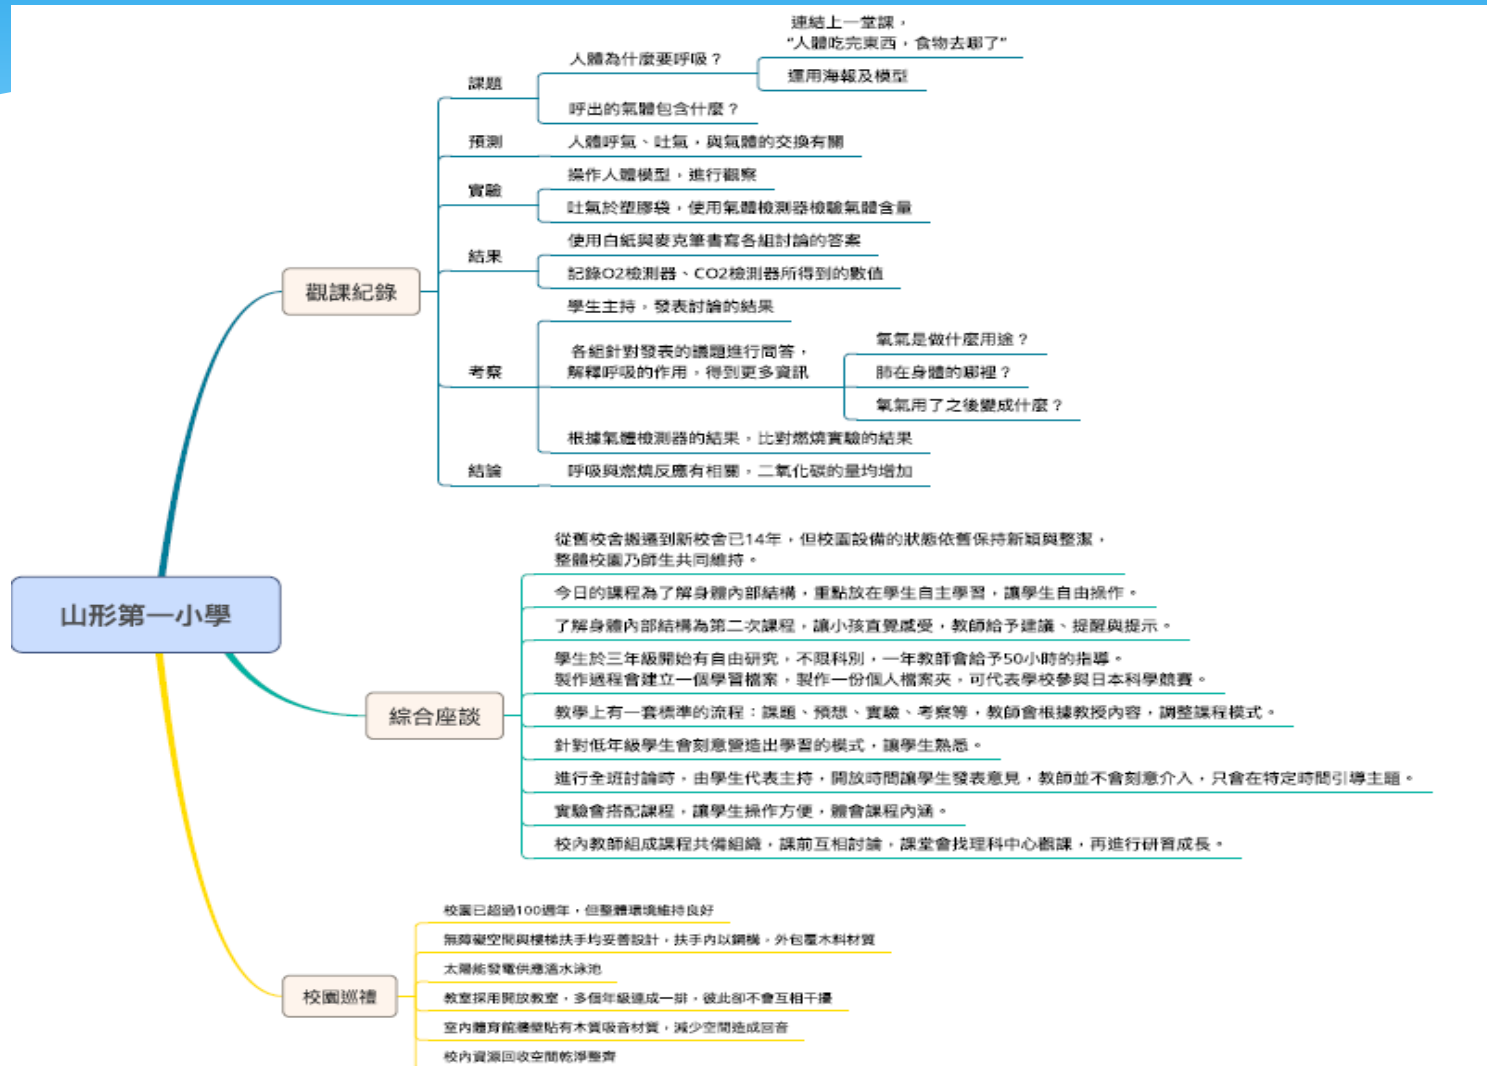 山形第一小學
觀課紀錄
課題
人體為什麼要呼吸？
連結上一堂課，
“人體吃完東西，食物去哪了”
運用海報及模型
呼出的氣體包含什麼？
預測
人體呼氣、吐氣，與氣體的交換有關
實驗
操作人體模型，進行觀察
吐氣於塑膠袋，使用氣體檢測器檢驗氣體含量
結果
使用白紙與麥克筆書寫各組討論的答案
記錄O2檢測器、CO2檢測器所得到的數值
考察
學生主持，發表討論的結果
各組針對發表的議題進行問答，
解釋呼吸的作用，得到更多資訊
氧氣是做什麼用途？
肺在身體的哪裡？
氧氣用了之後變成什麼？
根據氣體檢測器的結果，比對燃燒實驗的結果
結論
呼吸與燃燒反應有相關，二氧化碳的量均增加
綜合座談
從舊校舍搬遷到新校舍已14年，但校園設備的狀態依舊保持新穎與整潔，
整體校園乃師生共同維持。
今日的課程為了解身體內部結構，重點放在學生自主學習，讓學生自由操作。
了解身體內部結構為第二次課程，讓小孩直覺感受，教師給予建議、提醒與提示。
學生於三年級開始有自由研究，不限科別，一年教師會給予50小時的指導。
製作過程會建立一個學習檔案，製作一份個人檔案夾，可代表學校參與日本科學競賽。
教學上有一套標準的流程：課題、預想、實驗、考察等，教師會根據教授內容，調整課程模式。
針對低年級學生會刻意營造出學習的模式，讓學生熟悉。
進行全班討論時，由學生代表主持，開放時間讓學生發表意見，教師並不會刻意介入，只會在特定時間引導主題。
實驗會搭配課程，讓學生操作方便，體會課程內涵。
校內教師組成課程共備組織，課前互相討論，課堂會找理科中心觀課，再進行研習成長。
校園巡禮
校園已超過100週年，但整體環境維持良好
無障礙空間與樓梯扶手均妥善設計，扶手內以鋼構，外包覆木料材質
太陽能發電供應溫水泳池
教室採用開放教室，多個年級連成一排，彼此卻不會互相干擾
室內體育館牆壁貼有木質吸音材質，減少空間造成回音
校內資源回收空間乾淨整齊